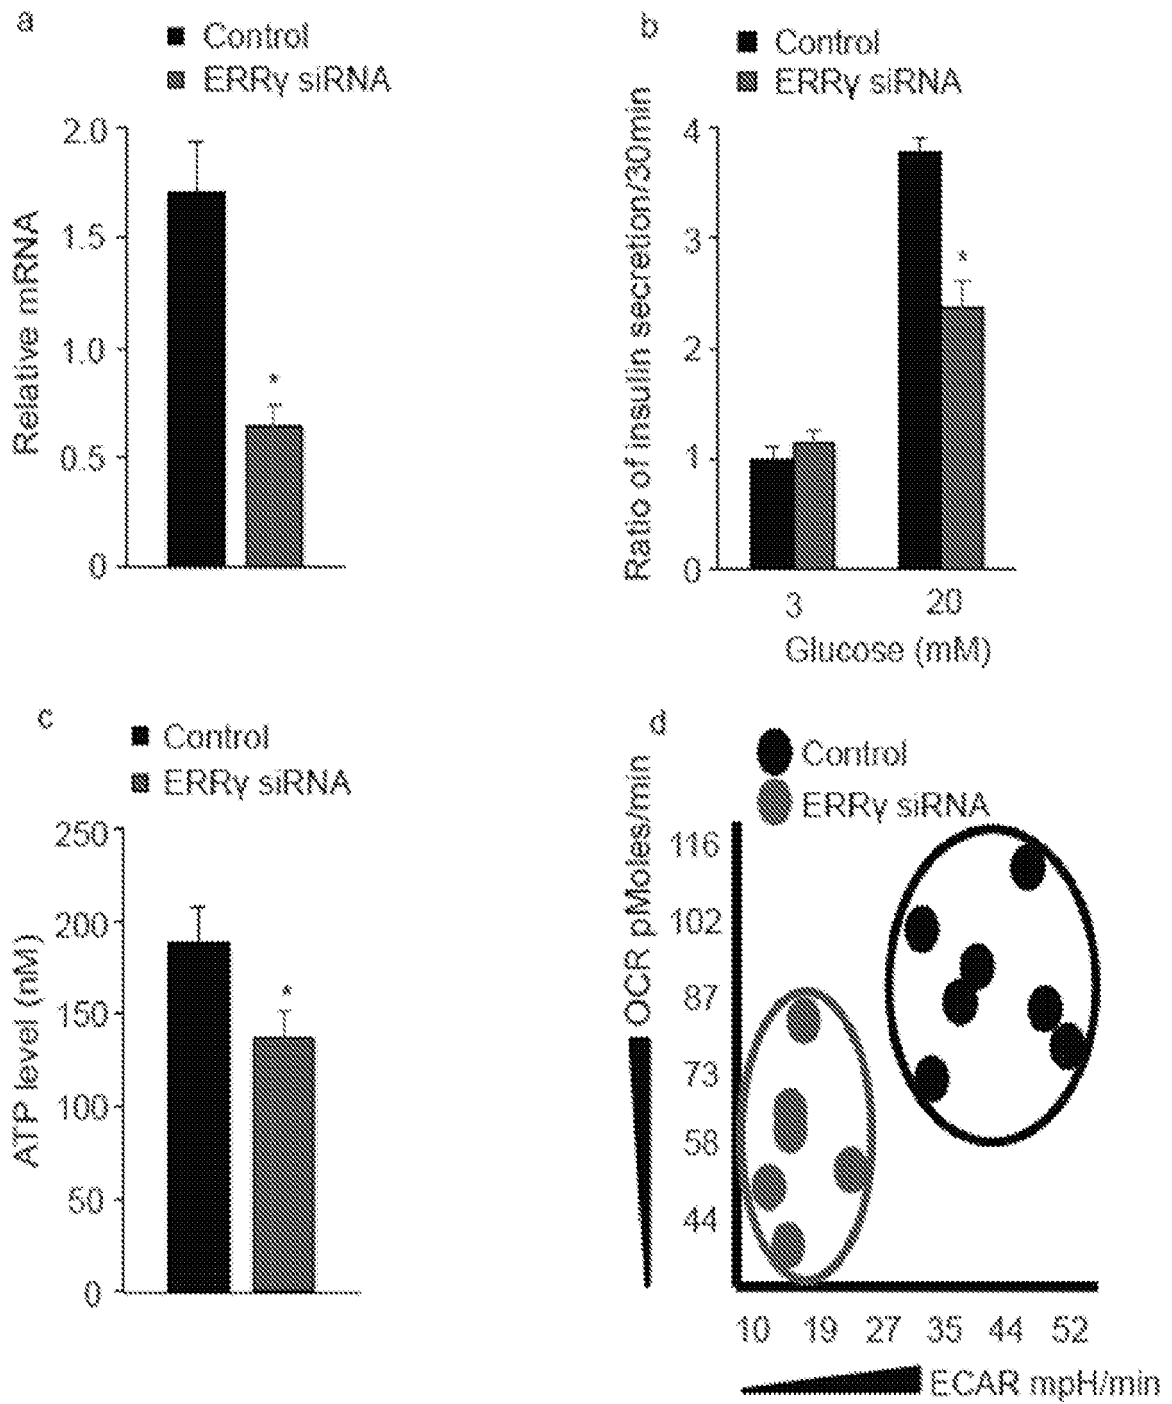 a
Control
ERRγ siRNA
Relative mRNA
2.0
1.5
1.0
0.5
0
*
b
Control
ERRγ siRNA
Ratio of insulin secretion/30min
4
3
2
1
0
*
3
20
Glucose (mM)
c
Control
ERRγ siRNA
ATP level (nM)
250
200
150
100
50
0
*
d
Control
ERRγ siRNA
OCR pMoles/min
116
102
87
73
58
44
10 19 27 35 44 52
ECAR mpH/min